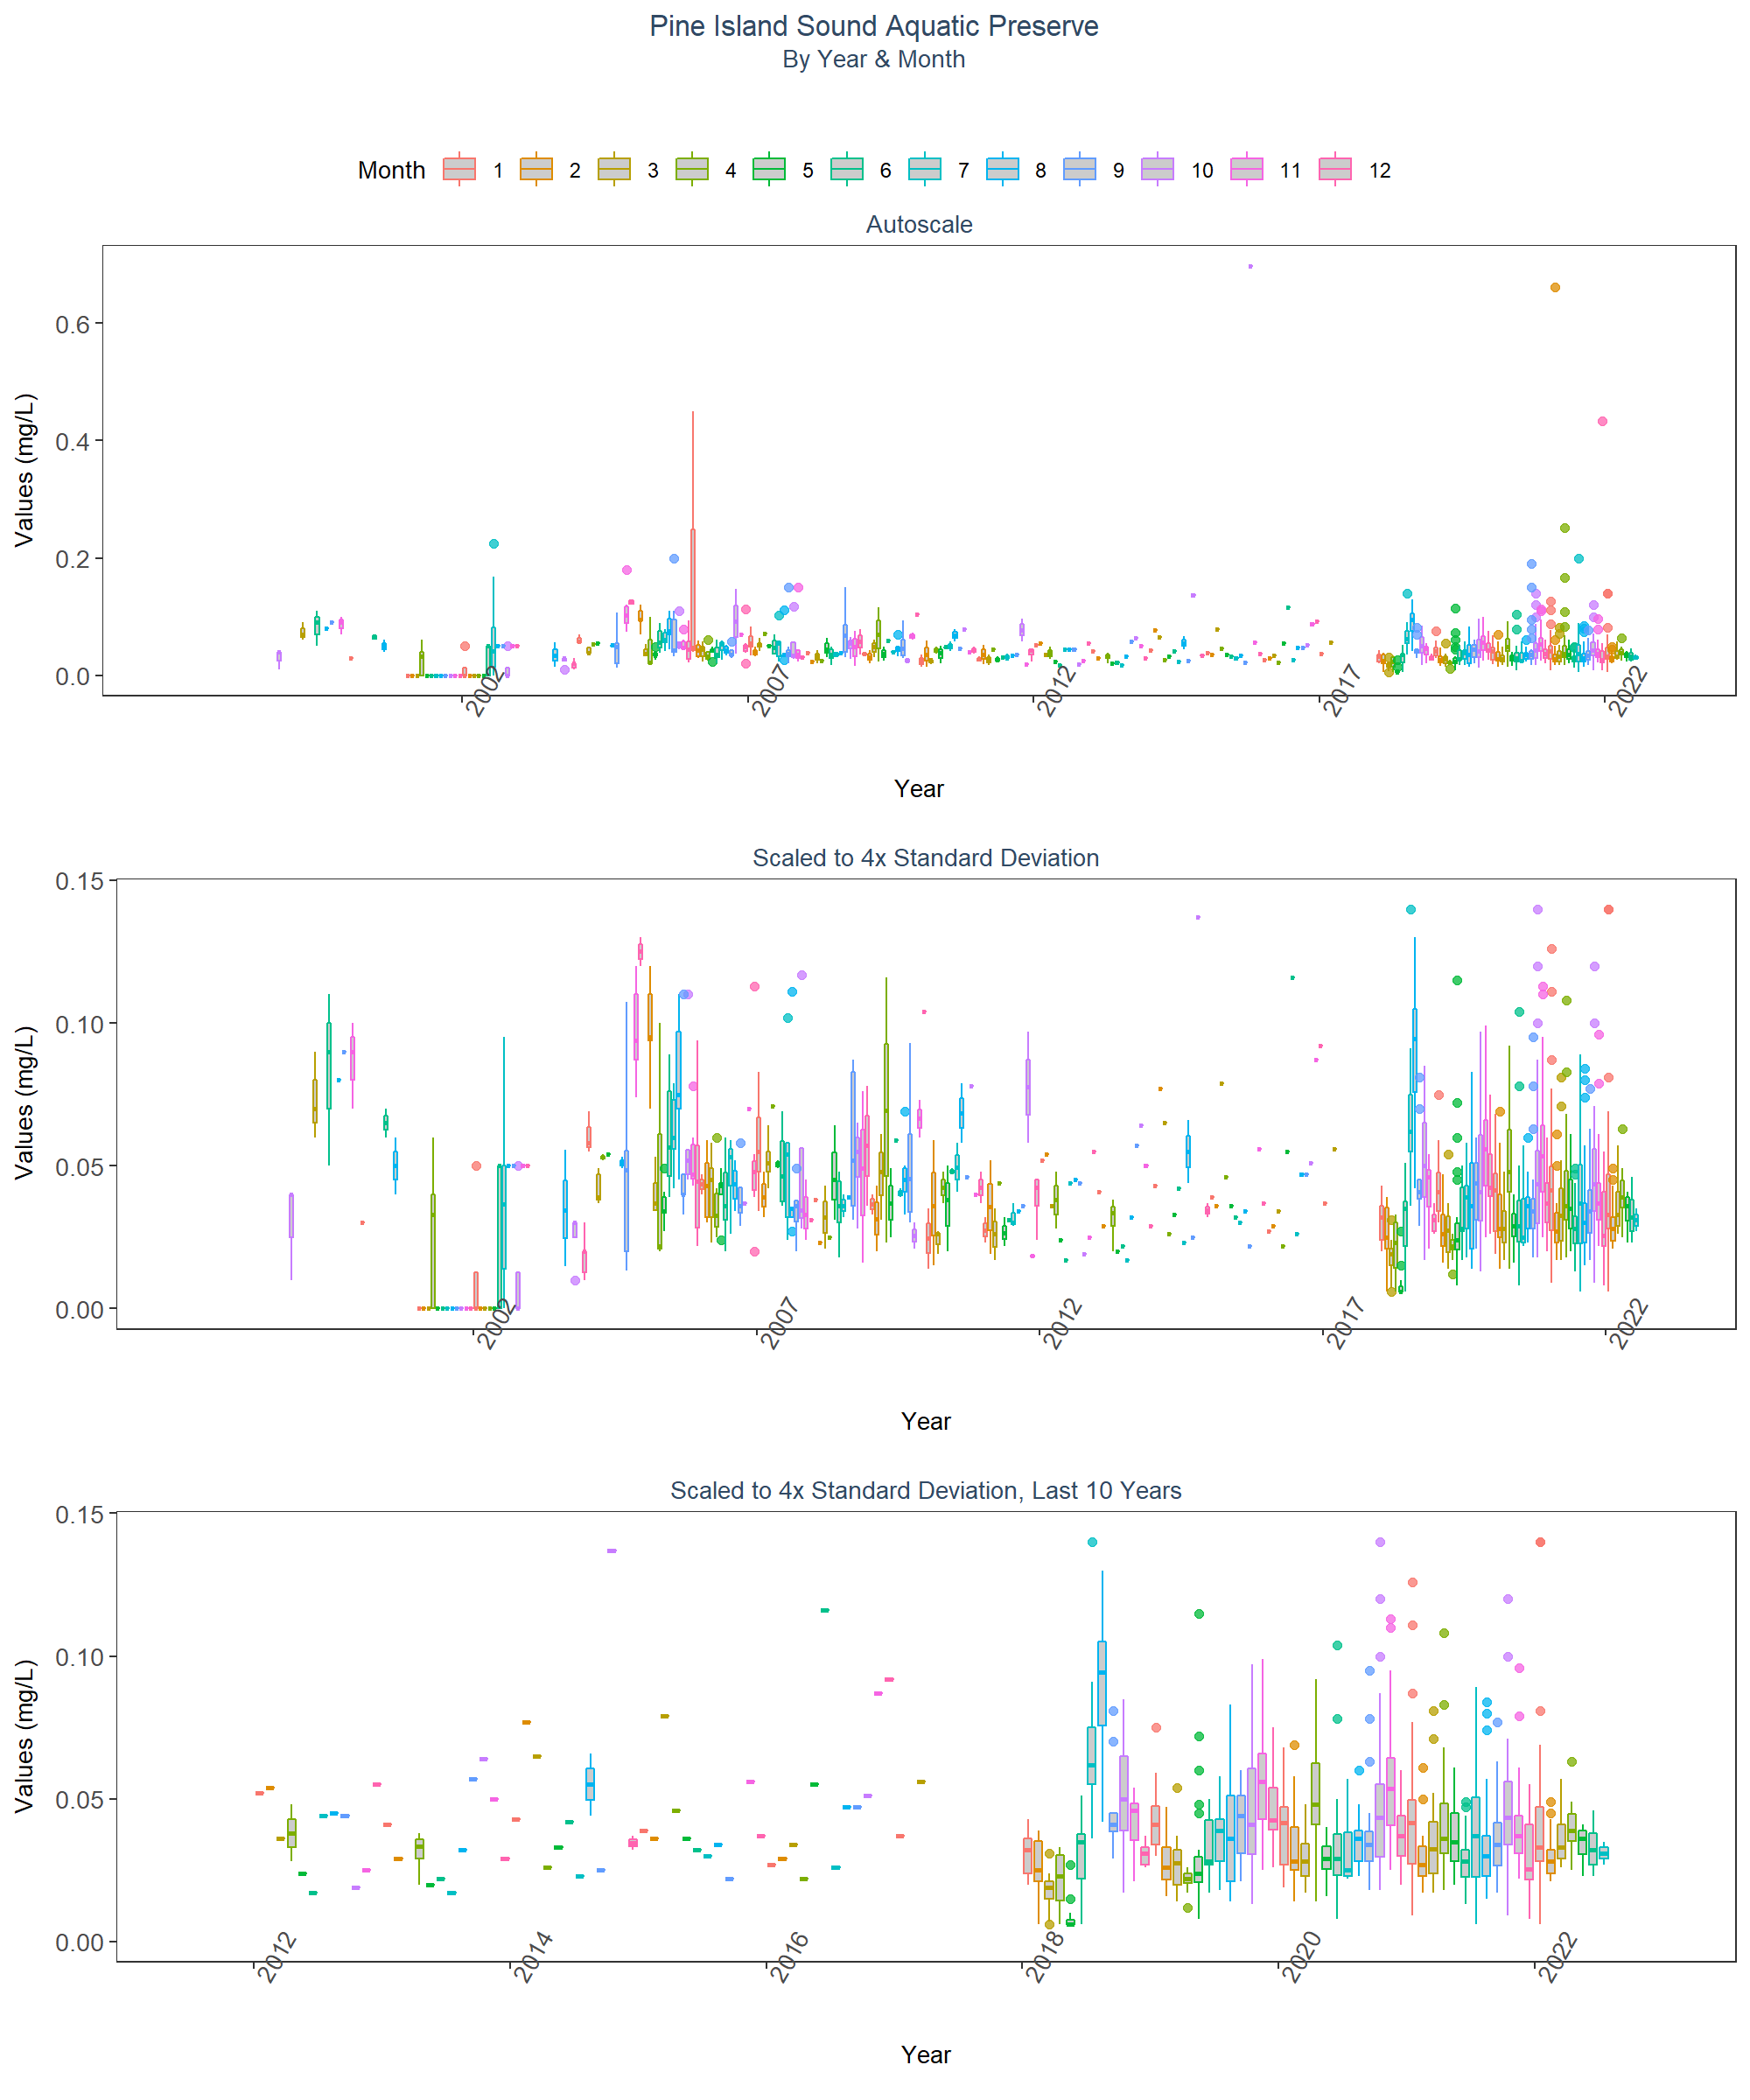 Pine Island Sound Aquatic Preserve
By Year & Month
Month 1 2 3 4 5 6 7 8 9 10 11 12
Autoscale
Values (mg/L)
0.6
0.4
0.2
0.0
2002 2007 2012 2017 2022
Year
Scaled to 4x Standard Deviation
Values (mg/L)
0.15
0.10
0.05
0.00
2002 2007 2012 2017 2022
Year
Scaled to 4x Standard Deviation, Last 10 Years
Values (mg/L)
0.15
0.10
0.05
0.00
2012 2014 2016 2018 2020 2022
Year